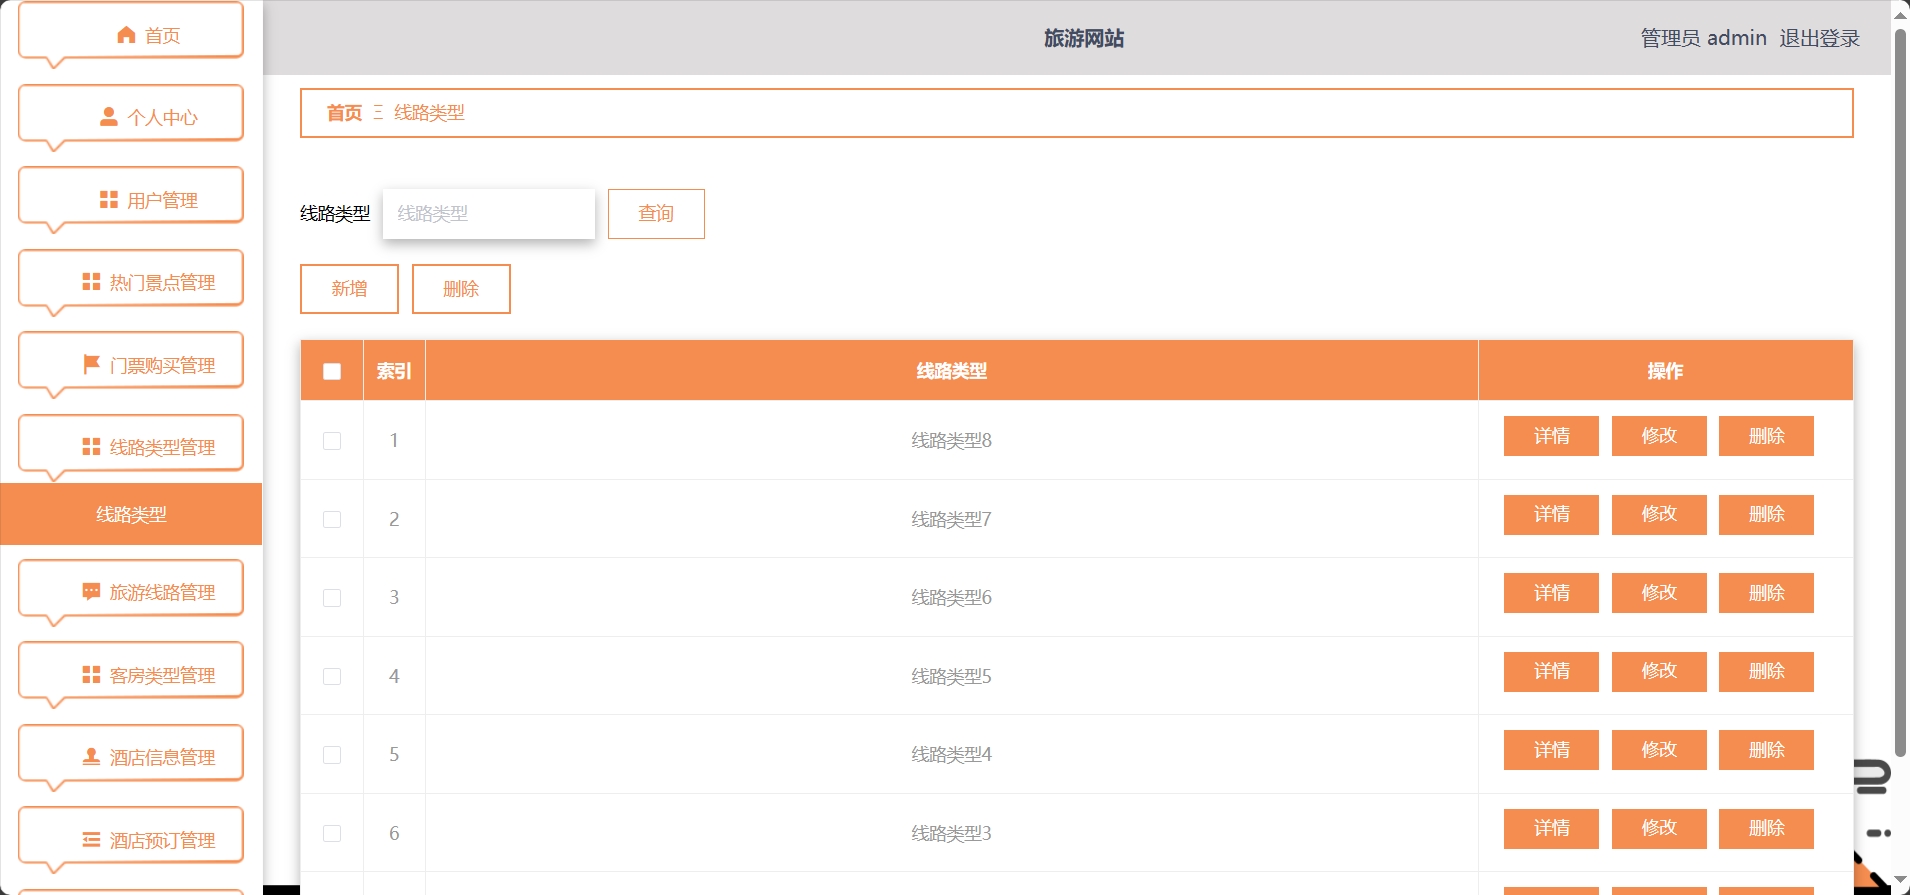 首页
个人中心
用户管理
热门景点管理
门票购买管理
线路类型管理
线路类型
旅游线路管理
客房类型管理
酒店信息管理
酒店预订管理
旅游网站
管理员 admin 退出登录
首页 Ξ 线路类型
线路类型 线路类型 查询
新增 删除
索引 线路类型 操作
1 线路类型8 详情 修改 删除
2 线路类型7 详情 修改 删除
3 线路类型6 详情 修改 删除
4 线路类型5 详情 修改 删除
5 线路类型4 详情 修改 删除
6 线路类型3 详情 修改 删除